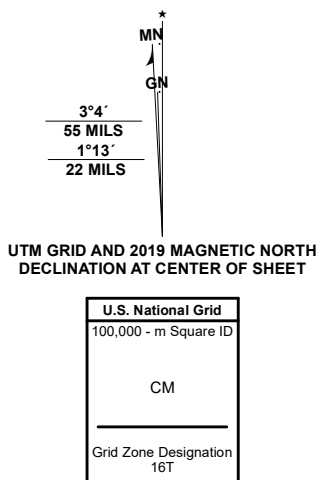 ★
MN
GN
3°4´
55 MILS
1°13´
22 MILS
UTM GRID AND 2019 MAGNETIC NORTH
DECLINATION AT CENTER OF SHEET
U.S. National Grid
100,000 - m Square ID
CM
Grid Zone Designation
16T